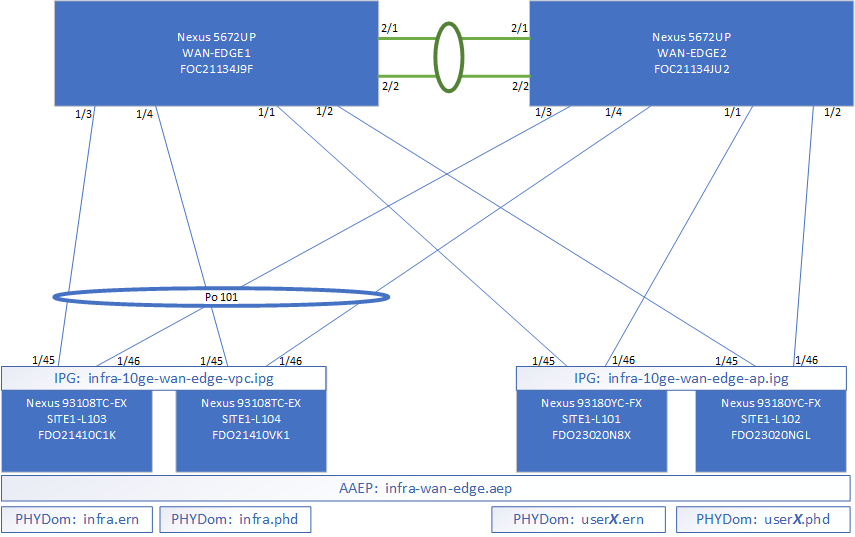 Nexus 5672UP
WAN-EDGE1
FOC21134J9F
Nexus 5672UP
WAN-EDGE2
FOC21134JU2
2/1
2/1
2/2
2/2
1/3
1/4
1/1
1/2
1/3
1/4
1/1
1/2
Po 101
1/45
1/46
1/45
1/46
1/45
1/46
1/45
1/46
IPG: infra-10ge-wan-edge-vpc.ipg
IPG: infra-10ge-wan-edge-ap.ipg
Nexus 93108TC-EX
SITE1-L103
FDO21410C1K
Nexus 93108TC-EX
SITE1-L104
FDO21410VK1
Nexus 93180YC-FX
SITE1-L101
FDO23020N8X
Nexus 93180YC-FX
SITE1-L102
FDO23020NGL
AAEP: infra-wan-edge.aep
PHYDom: infra.ern
PHYDom: infra.phd
PHYDom: userX.ern
PHYDom: userX.phd